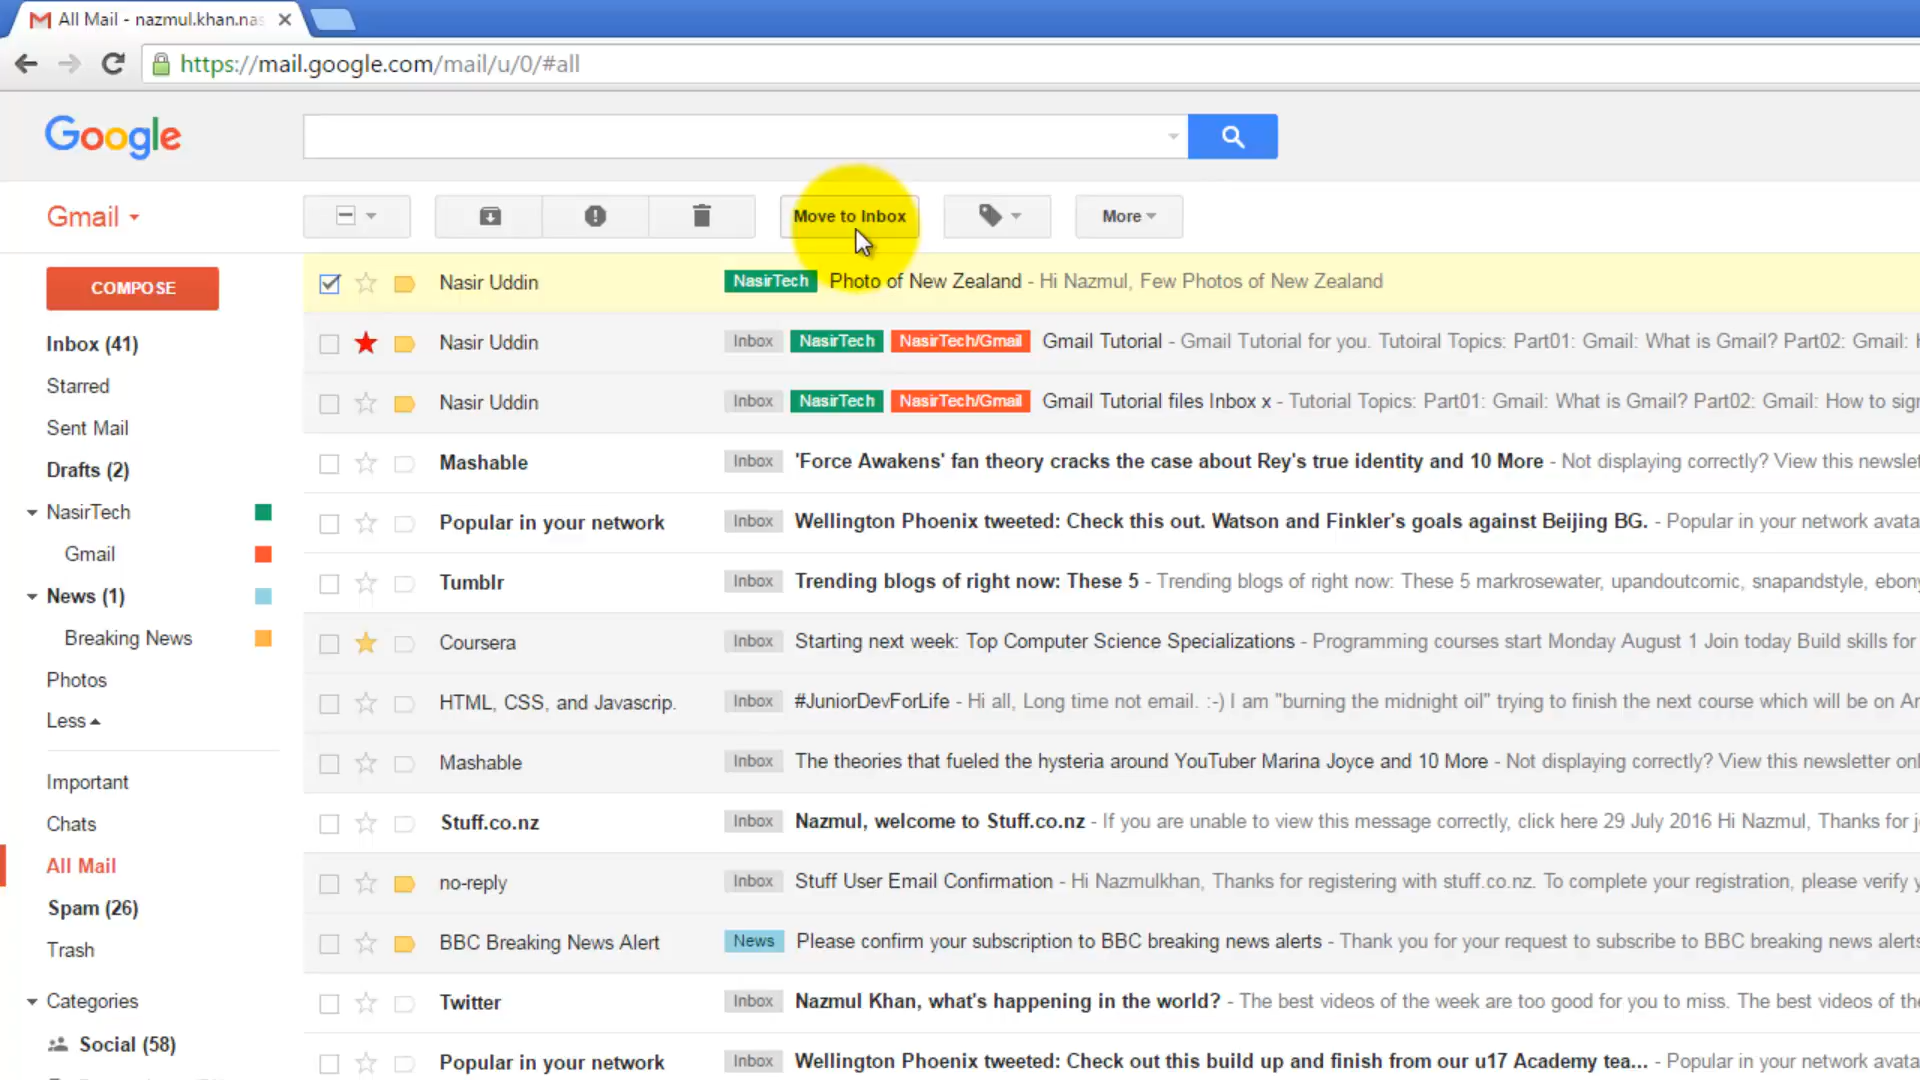 All Mail - nazmul.khan.nas
https://mail.google.com/mail/u/0/#all
Google
Gmail
Move to Inbox
More
COMPOSE
Inbox (41)
Starred
Sent Mail
Drafts (2)
NasirTech
Gmail
News (1)
Breaking News
Photos
Less
Important
Chats
All Mail
Spam (26)
Trash
Categories
Social (58)
Nasir Uddin NasirTech Photo of New Zealand - Hi Nazmul, Few Photos of New Zealand
Nasir Uddin Inbox NasirTech NasirTech/Gmail Gmail Tutorial - Gmail Tutorial for you. Tutoiral Topics: Part01: Gmail: What is Gmail? Part02: Gmail: H
Nasir Uddin Inbox NasirTech NasirTech/Gmail Gmail Tutorial files Inbox x - Tutorial Topics: Part01: Gmail: What is Gmail? Part02: Gmail: How to sign
Mashable Inbox 'Force Awakens' fan theory cracks the case about Rey's true identity and 10 More - Not displaying correctly? View this newslet
Popular in your network Inbox Wellington Phoenix tweeted: Check this out. Watson and Finkler's goals against Beijing BG. - Popular in your network avata
Tumblr Inbox Trending blogs of right now: These 5 - Trending blogs of right now: These 5 markrosewater, upandoutcomic, snapandstyle, ebony
Coursera Inbox Starting next week: Top Computer Science Specializations - Programming courses start Monday August 1 Join today Build skills for
HTML, CSS, and Javascrip. Inbox #JuniorDevForLife - Hi all, Long time not email. :-) I am "burning the midnight oil" trying to finish the next course which will be on Am
Mashable Inbox The theories that fueled the hysteria around YouTuber Marina Joyce and 10 More - Not displaying correctly? View this newsletter onl
Stuff.co.nz Inbox Nazmul, welcome to Stuff.co.nz - If you are unable to view this message correctly, click here 29 July 2016 Hi Nazmul, Thanks for j
no-reply Inbox Stuff User Email Confirmation - Hi Nazmulkhan, Thanks for registering with stuff.co.nz. To complete your registration, please verify y
BBC Breaking News Alert News Please confirm your subscription to BBC breaking news alerts - Thank you for your request to subscribe to BBC breaking news alerts
Twitter Inbox Nazmul Khan, what's happening in the world? - The best videos of the week are too good for you to miss. The best videos of the
Popular in your network Inbox Wellington Phoenix tweeted: Check out this build up and finish from our u17 Academy tea... - Popular in your network avata